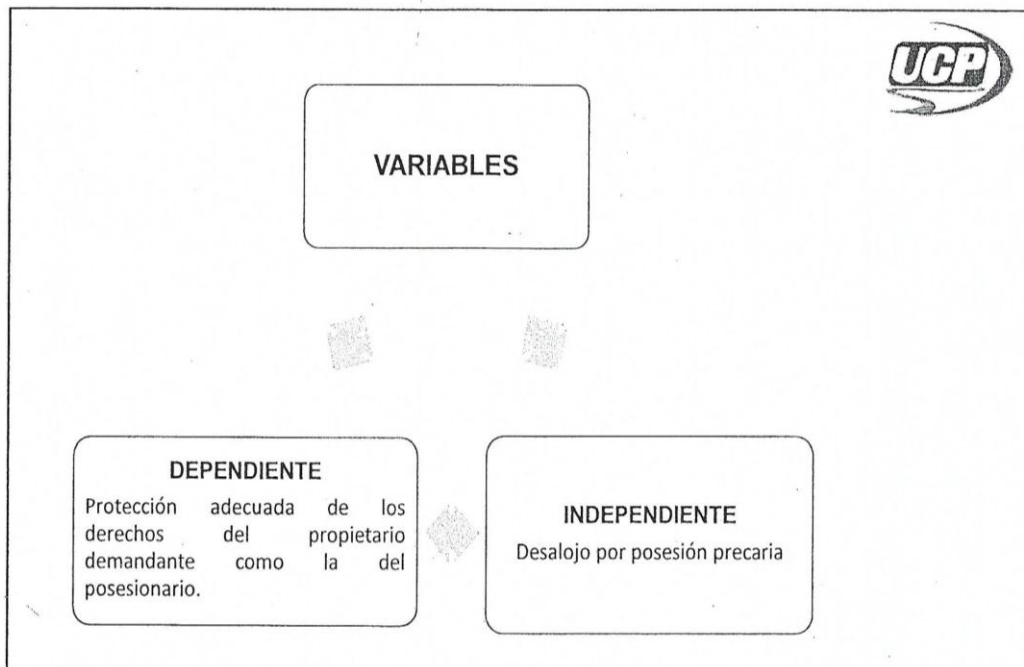 UCP
VARIABLES
DEPENDIENTE
Protección adecuada de los
derechos del propietario
demandante como la del
posesionario.
INDEPENDIENTE
Desalojo por posesión precaria